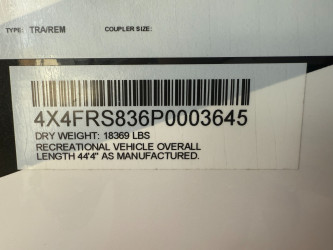 TYPE: TRA/REM COUPLER SIZE:
4X4FRS836P0003645
DRY WEIGHT: 18369 LBS
RECREATIONAL VEHICLE OVERALL
LENGTH 44'4" AS MANUFACTURED.